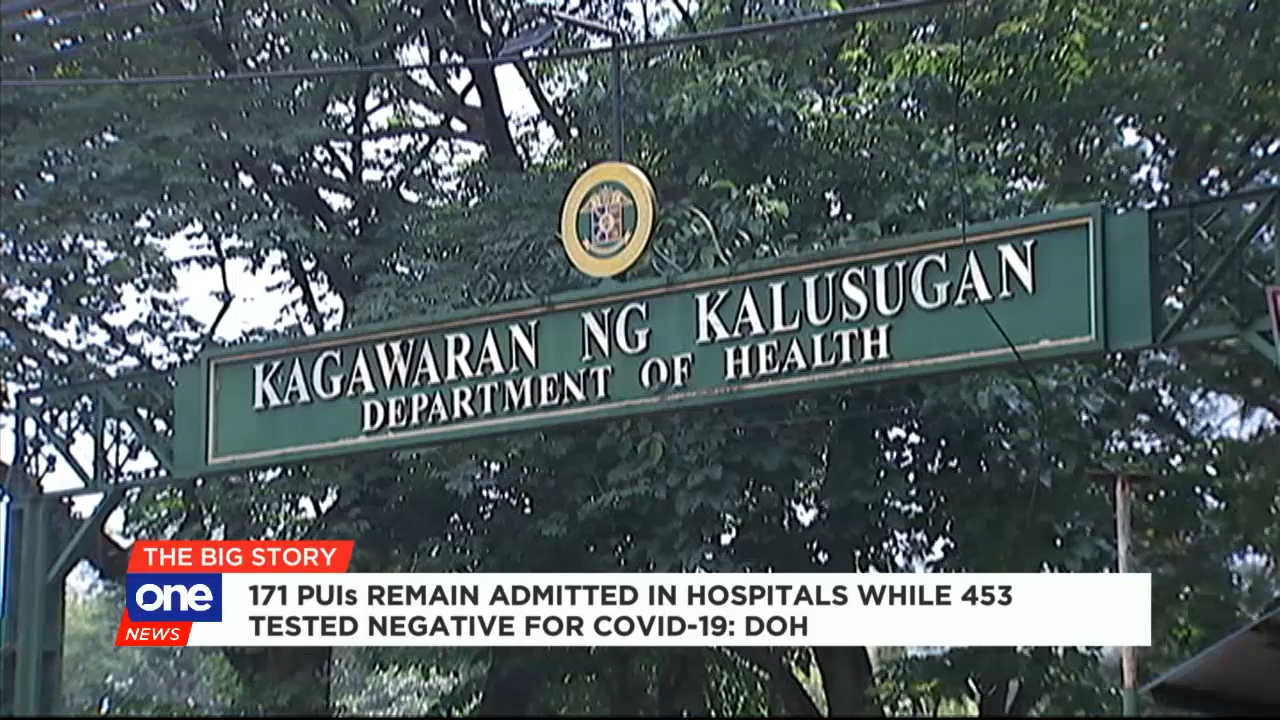 KAGAWARAN NG KALUSUGAN
DEPARTMENT OF HEALTH
THE BIG STORY
one
NEWS
171 PUIs REMAIN ADMITTED IN HOSPITALS WHILE 453
TESTED NEGATIVE FOR COVID-19: DOH